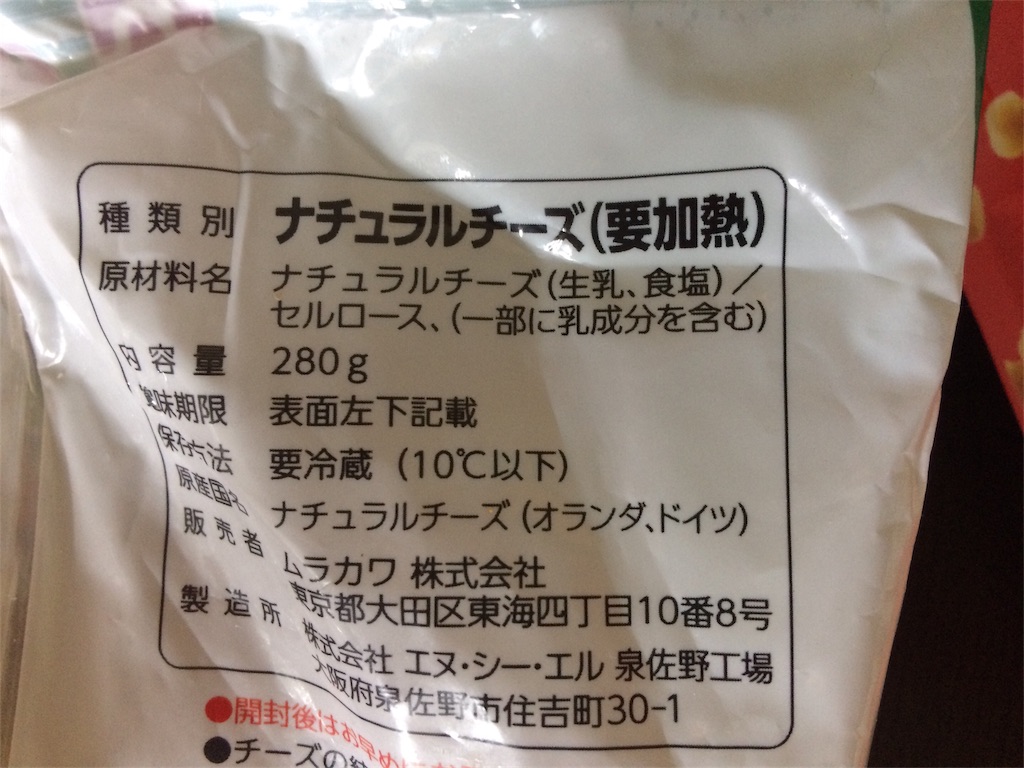 種類別 ナチュラルチーズ(要加熱)
原材料名 ナチュラルチーズ(生乳、食塩)/
セルロース、(一部に乳成分を含む)
内容量 280g
賞味期限 表面左下記載
保存方法 要冷蔵 (10℃以下)
原産国名 ナチュラルチーズ(オランダ、ドイツ)
販売者 ムラカワ 株式会社
東京都大田区東海四丁目10番8号
製造所 株式会社 エヌ・シー・エル 泉佐野工場
大阪府泉佐野市住吉町30-1
●開封後はお早めに
●チーズの